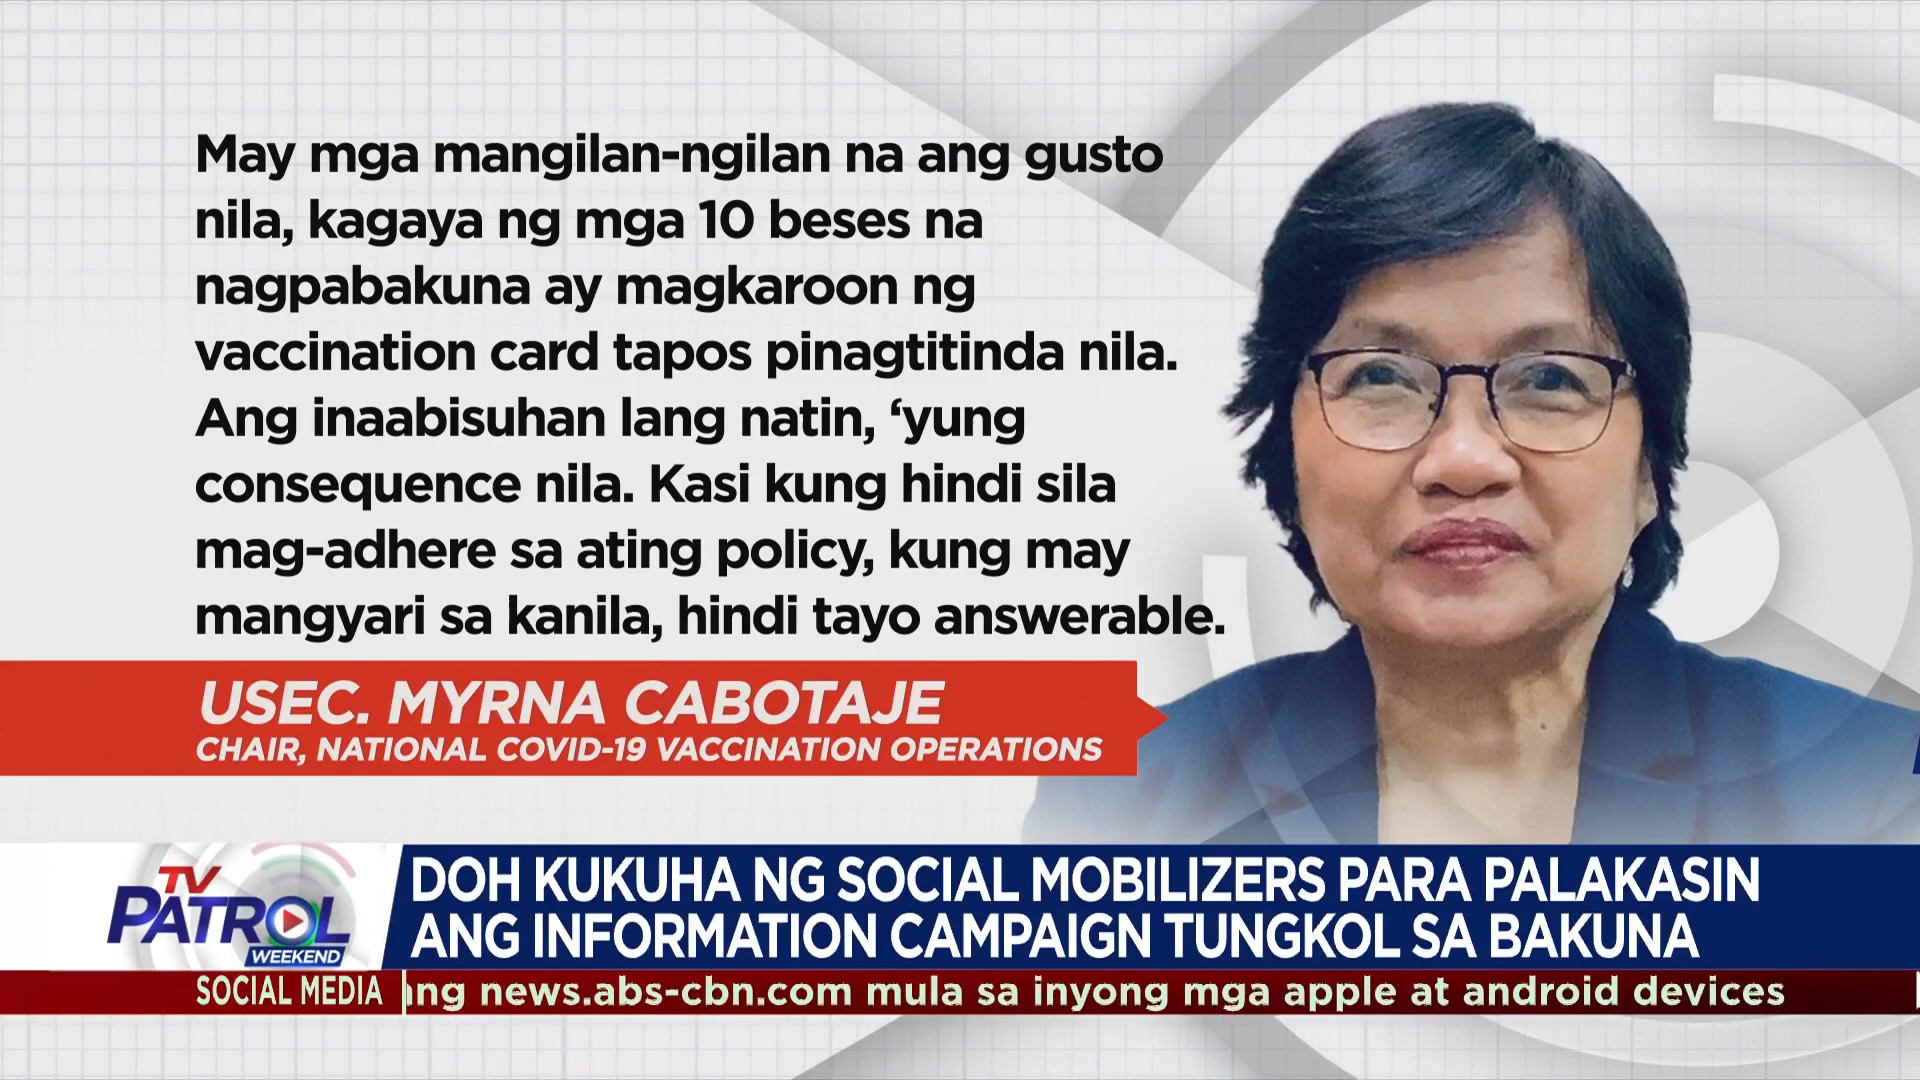 May mga mangilan-ngilan na ang gusto
nila, kagaya ng mga 10 beses na
nagpabakuna ay magkaroon ng
vaccination card tapos pinagtitinda nila.
Ang inaabisuhan lang natin, ‘yung
consequence nila. Kasi kung hindi sila
mag-adhere sa ating policy, kung may
mangyari sa kanila, hindi tayo answerable.
USEC. MYRNA CABOTAJE
CHAIR, NATIONAL COVID-19 VACCINATION OPERATIONS
TV
PATROL
WEEKEND
DOH KUKUHA NG SOCIAL MOBILIZERS PARA PALAKASIN
ANG INFORMATION CAMPAIGN TUNGKOL SA BAKUNA
SOCIAL MEDIA
news.abs-cbn.com mula sa inyong mga apple at android devices